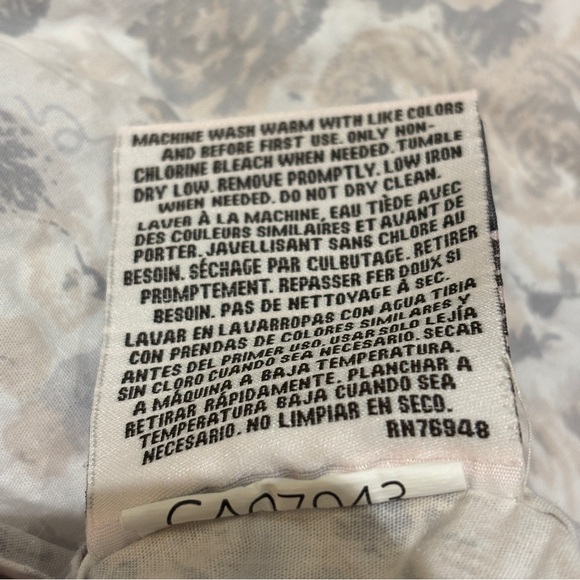 MACHINE WASH WARM WITH LIKE COLORS
AND BEFORE FIRST USE. ONLY NON-
CHLORINE BLEACH WHEN NEEDED. TUMBLE
DRY LOW. REMOVE PROMPTLY. LOW IRON
WHEN NEEDED. DO NOT DRY CLEAN.
LAVER À LA MACHINE, EAU TIÈDE AVEC
DES COULEURS SIMILAIRES ET AVANT DE
PORTER. JAVELLISANT SANS CHLORE AU
BESOIN. SÉCHAGE PAR CULBUTAGE. RETIRER
PROMPTEMENT. REPASSER FER DOUX SI
BESOIN. PAS DE NETTOYAGE À SEC.
LAVAR EN LAVARROPAS CON AGUA TIBIA
CON PRENDAS DE COLORES SIMILARES Y
ANTES DEL PRIMER USO. USAR SOLO LEJÍA
SIN CLORO CUANDO SEA NECESARIO. SECAR
A MÁQUINA A BAJA TEMPERATURA.
RETIRAR RÁPIDAMENTE. PLANCHAR A
TEMPERATURA BAJA CUANDO SEA
NECESARIO. NO LIMPIAR EN SECO.
RN76948